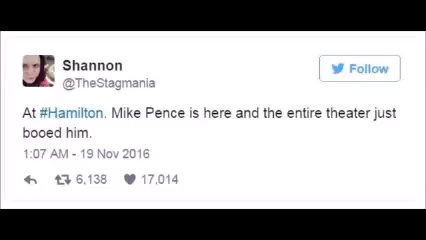 Shannon
@TheStagmania
Follow
At #Hamilton. Mike Pence is here and the entire theater just
booed him.
1:07 AM - 19 Nov 2016
6,138 17,014